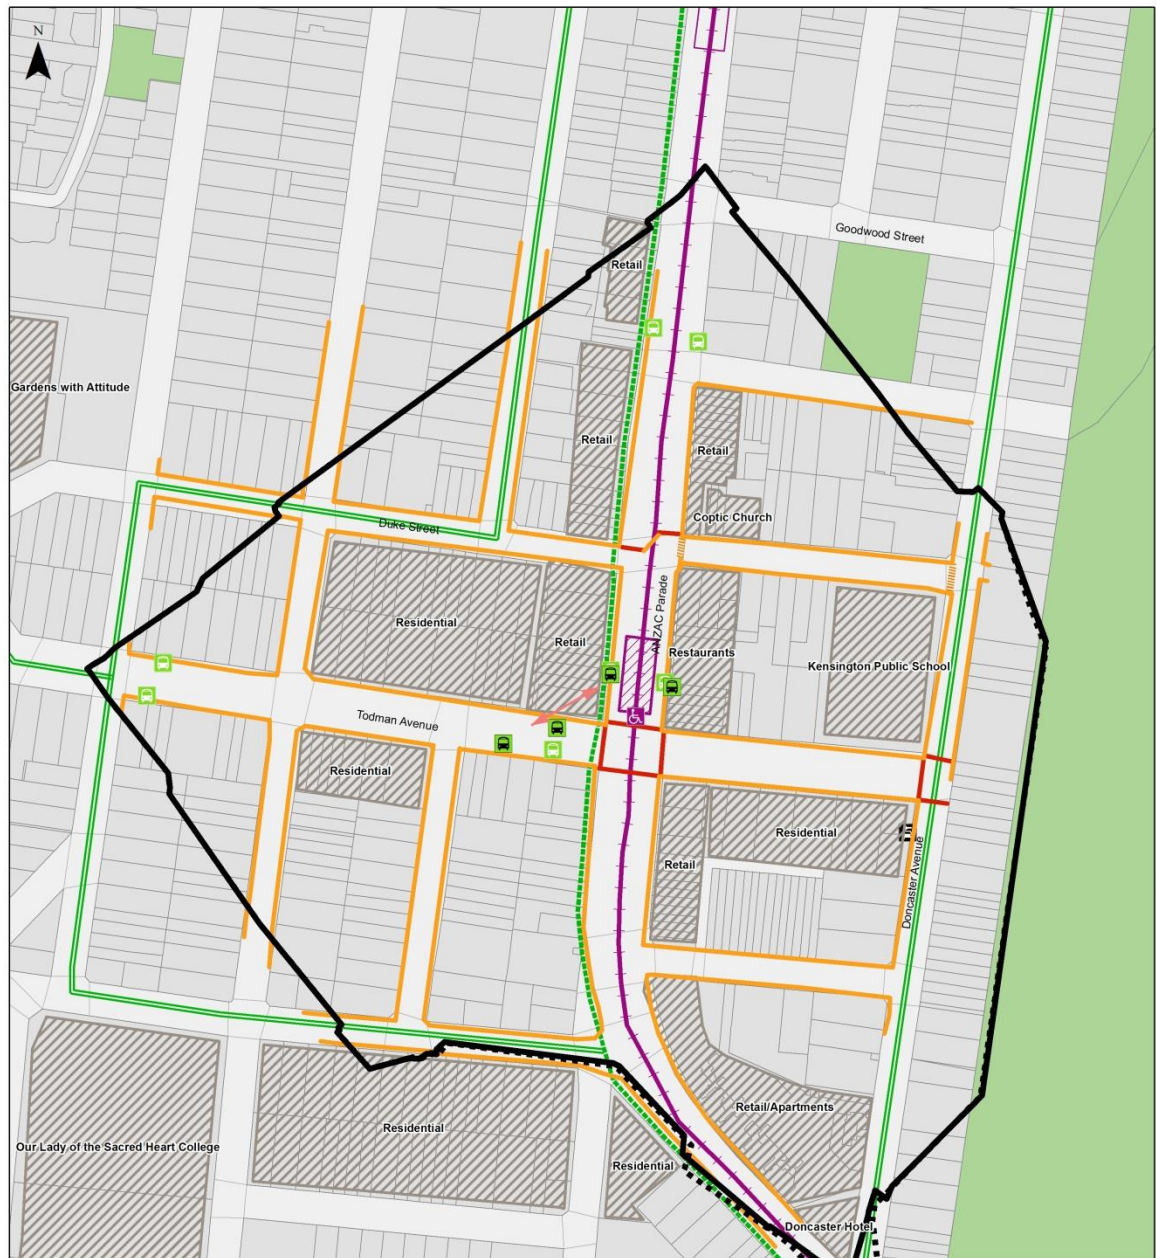 N
Goodwood Street
Retail
Gardens with Attitude
Retail
Retail
Coptic Church
Duke Street
ANZAC Parade
Residential
Retail
Restaurants
Kensington Public School
Todman Avenue
Residential
Residential
Retail
Doncaster Avenue
Retail/Apartments
Residential
Our Lady of the Sacred Heart College
Residential
Doncaster Hotel